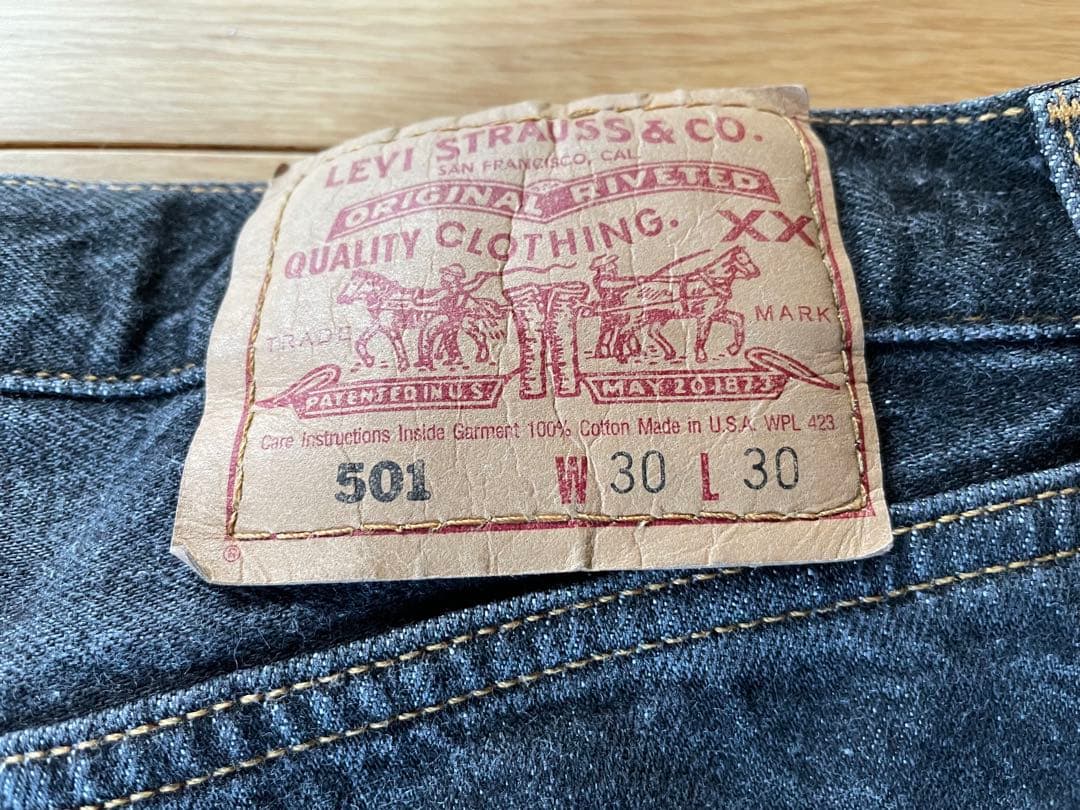 LEVI STRAUSS & CO.
SAN FRANCISCO, CAL.
ORIGINAL RIVETED
QUALITY CLOTHING. XX
TRADE MARK
PATENTED IN U.S. MAY 20.1873
Care Instructions Inside Garment 100% Cotton Made in U.S.A. WPL 423
501 W 30 L 30
®